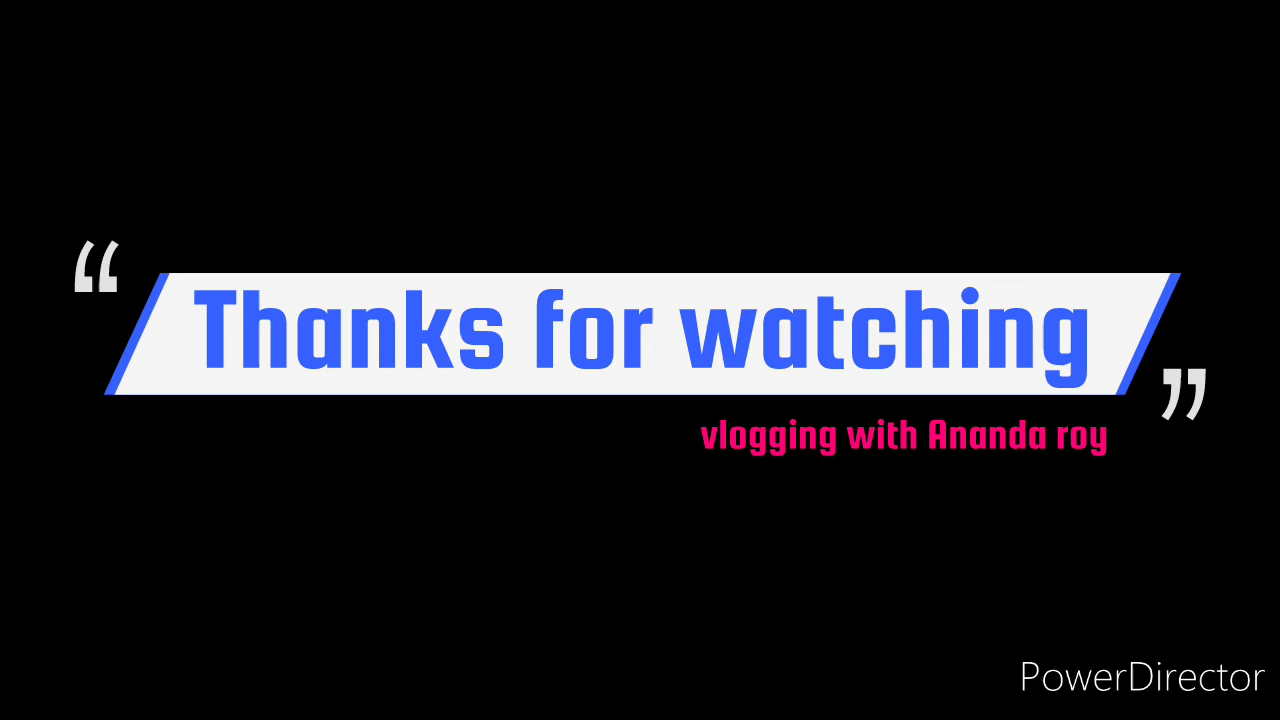 “
Thanks for watching
”
vlogging with Ananda roy
PowerDirector